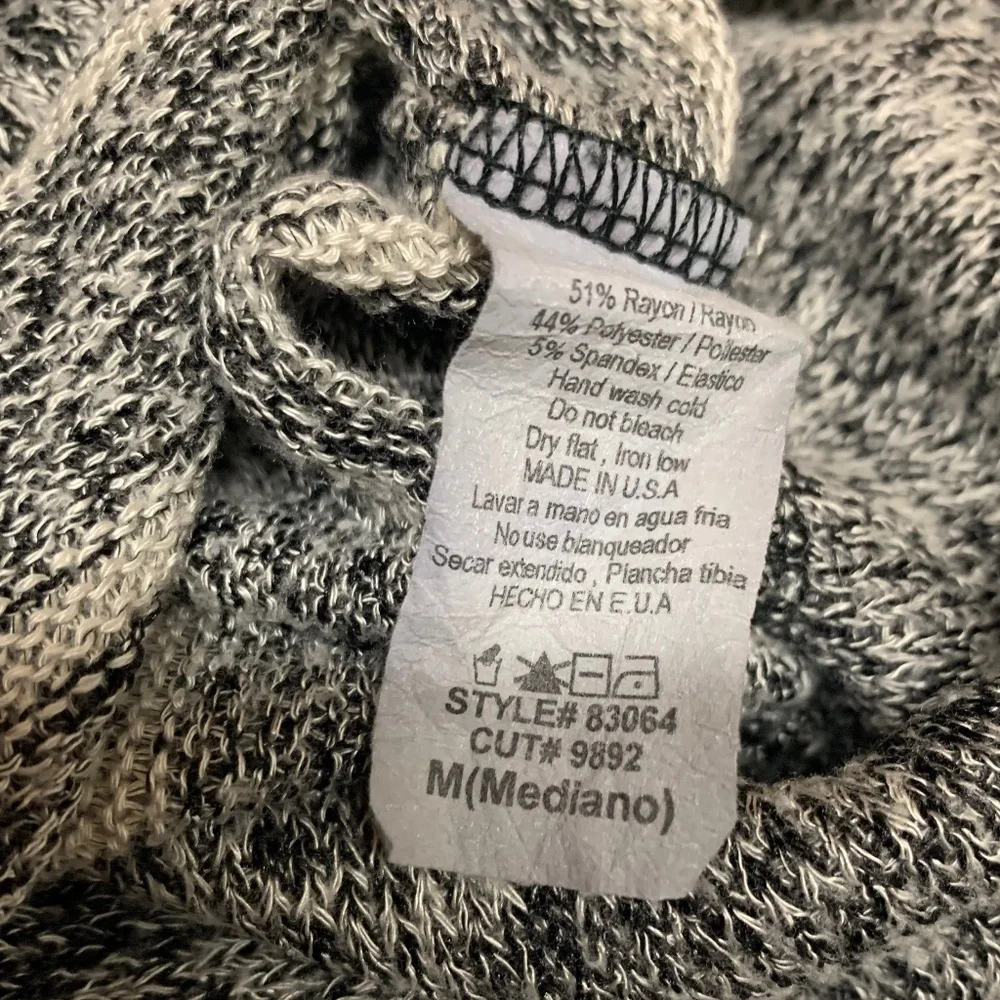 51% Rayon / Rayon
44% Polyester / Poliester
5% Spandex / Elastico
Hand wash cold
Do not bleach
Dry flat , Iron low
MADE IN U.S.A
Lavar a mano en agua fria
No use blanqueador
Secar extendido , Plancha tibia
HECHO EN E.U.A
STYLE# 83064
CUT# 9892
M(Mediano)